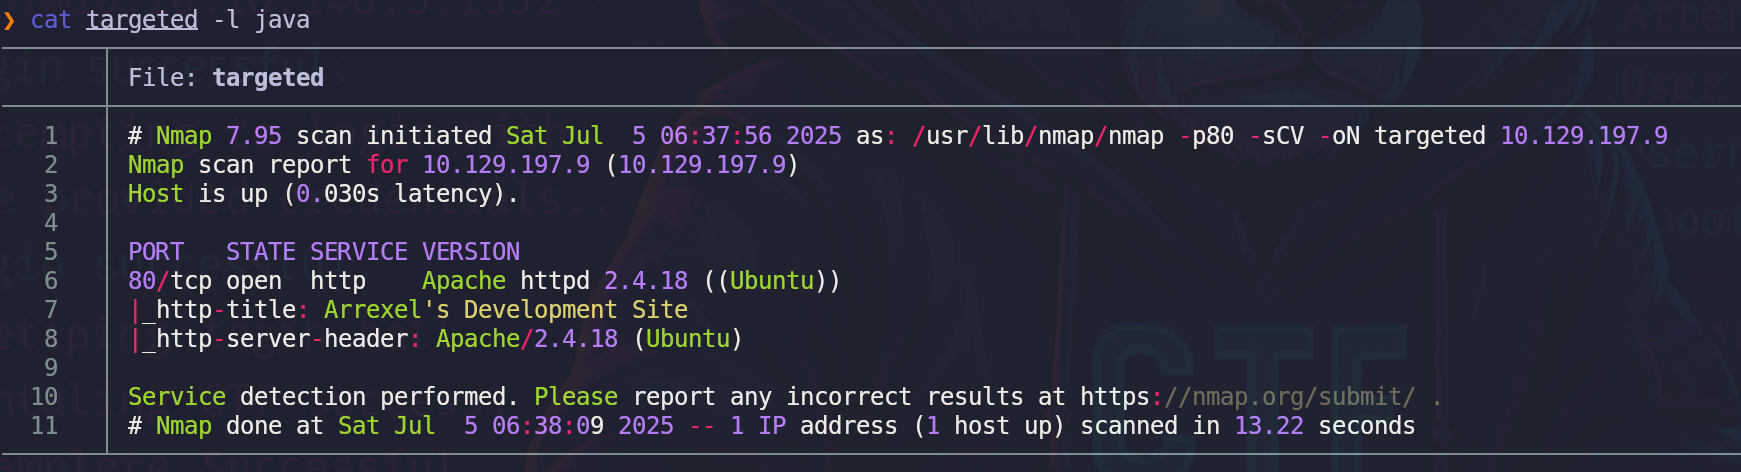 ❯ cat targeted -l java
File: targeted
1 # Nmap 7.95 scan initiated Sat Jul  5 06:37:56 2025 as: /usr/lib/nmap/nmap -p80 -sCV -oN targeted 10.129.197.9
2 Nmap scan report for 10.129.197.9 (10.129.197.9)
3 Host is up (0.030s latency).
4
5 PORT   STATE SERVICE VERSION
6 80/tcp open  http    Apache httpd 2.4.18 ((Ubuntu))
7 |_http-title: Arrexel's Development Site
8 |_http-server-header: Apache/2.4.18 (Ubuntu)
9
10 Service detection performed. Please report any incorrect results at https://nmap.org/submit/ .
11 # Nmap done at Sat Jul  5 06:38:09 2025 -- 1 IP address (1 host up) scanned in 13.22 seconds
CTF